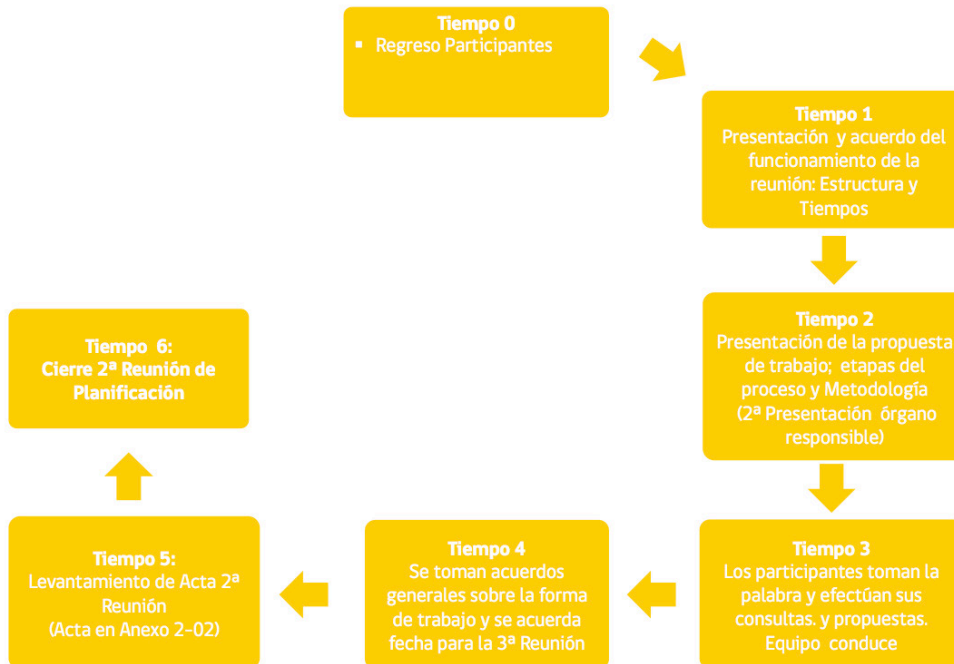 Tiempo 0
▪ Regreso Participantes
Tiempo 1
Presentación y acuerdo del
funcionamiento de la
reunión: Estructura y
Tiempos
Tiempo 2
Presentación de la propuesta
de trabajo; etapas del
proceso y Metodología
(2ª Presentación órgano
responsible)
Tiempo 3
Los participantes toman la
palabra y efectúan sus
consultas. y propuestas.
Equipo conduce
Tiempo 4
Se toman acuerdos
generales sobre la forma
de trabajo y se acuerda
fecha para la 3ª Reunión
Tiempo 5:
Levantamiento de Acta 2ª
Reunión
(Acta en Anexo 2-02)
Tiempo 6:
Cierre 2ª Reunión de
Planificación